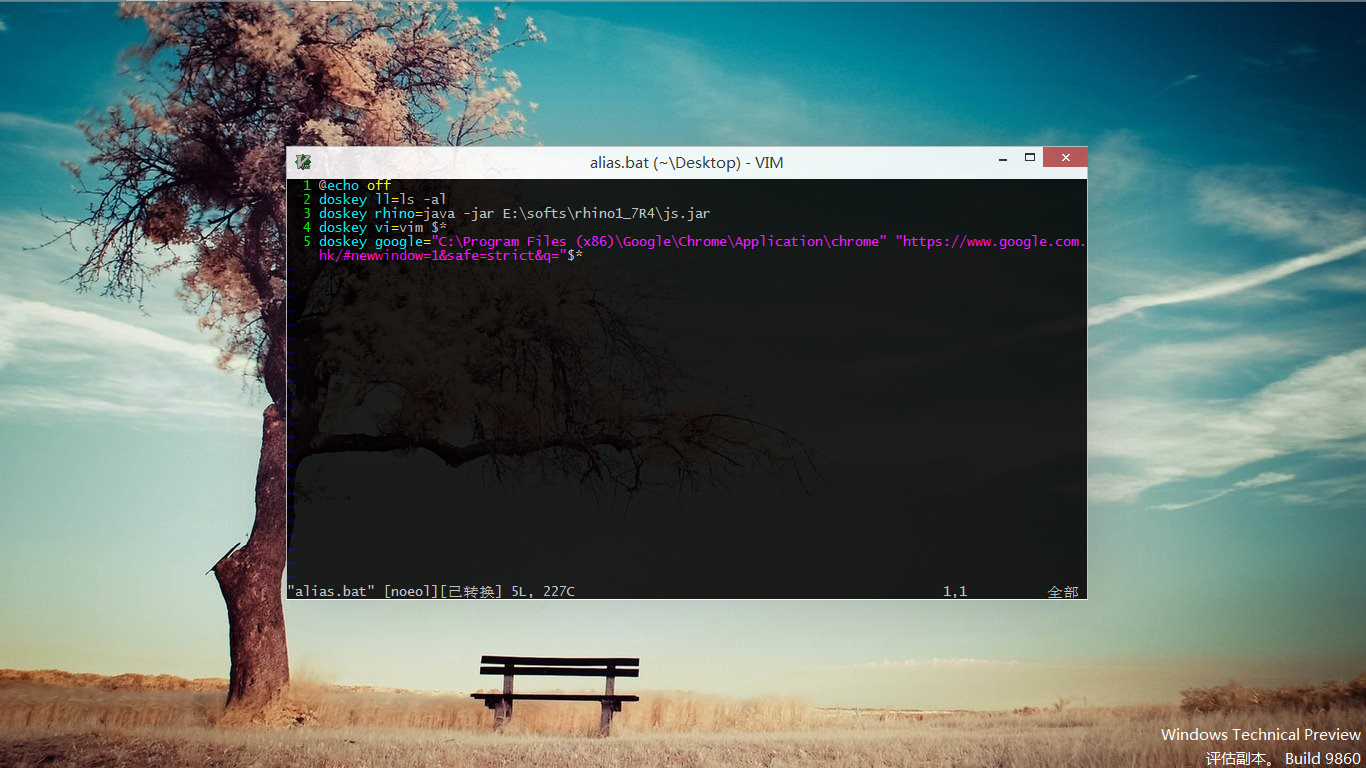 alias.bat (~\Desktop) - VIM
1 @echo off
2 doskey ll=ls -al
3 doskey rhino=java -jar E:\softs\rhino1_7R4\js.jar
4 doskey vi=vim $*
5 doskey google="C:\Program Files (x86)\Google\Chrome\Application\chrome" "https://www.google.com.
hk/#newwindow=1&safe=strict&q="$*
"alias.bat" [noeol][已转换] 5L, 227C 1,1 全部
Windows Technical Preview
评估副本。 Build 9860